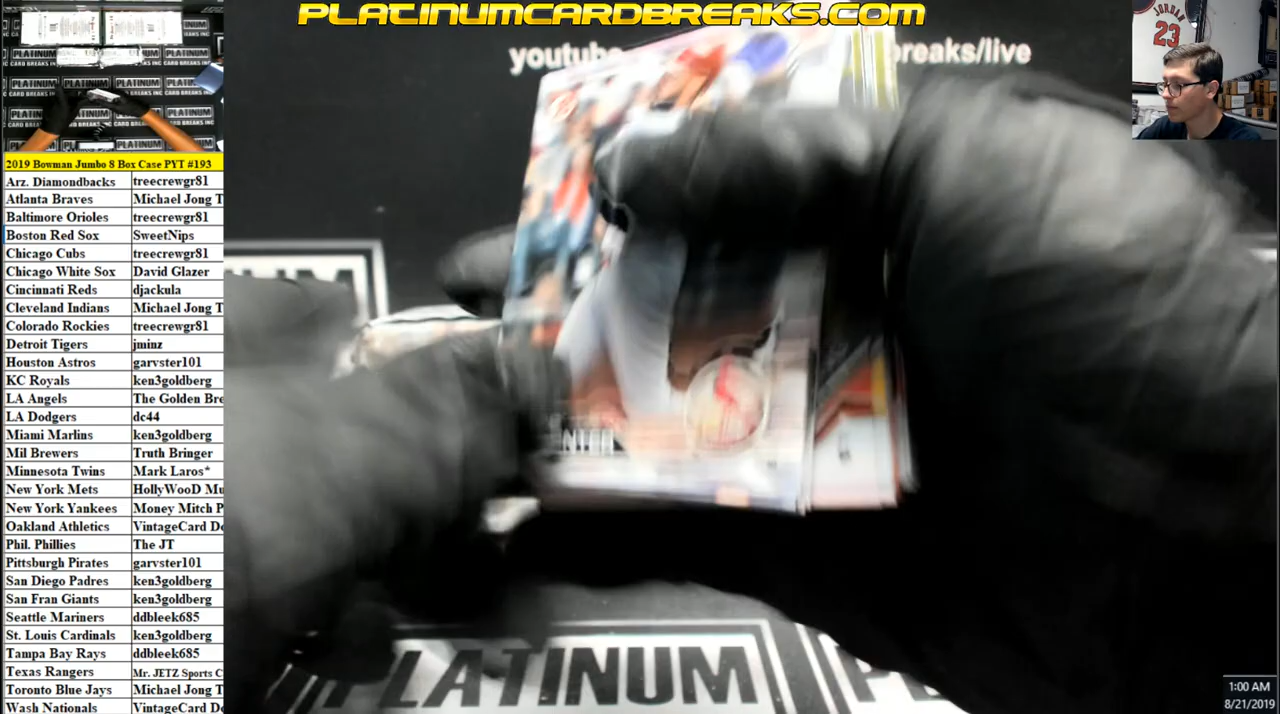 PLATINUMCARDBREAKS.COM
youtube breaks/live
JORDAN
23
2019 Bowman Jumbo 8 Box Case PYT #193
Arz. Diamondbacks treecrewgr81
Atlanta Braves Michael Jong T
Baltimore Orioles treecrewgr81
Boston Red Sox SweetNips
Chicago Cubs treecrewgr81
Chicago White Sox David Glazer
Cincinnati Reds djackula
Cleveland Indians Michael Jong T
Colorado Rockies treecrewgr81
Detroit Tigers jminz
Houston Astros garvster101
KC Royals ken3goldberg
LA Angels The Golden Bre
LA Dodgers dc44
Miami Marlins ken3goldberg
Mil Brewers Truth Bringer
Minnesota Twins Mark Laros*
New York Mets HollyWooD Mu
New York Yankees Money Mitch P
Oakland Athletics VintageCard De
Phil. Phillies The JT
Pittsburgh Pirates garvster101
San Diego Padres ken3goldberg
San Fran Giants ken3goldberg
Seattle Mariners ddbleek685
St. Louis Cardinals ken3goldberg
Tampa Bay Rays ddbleek685
Texas Rangers Mr. JETZ Sports C
Toronto Blue Jays Michael Jong T
Wash Nationals VintageCard De
PLATINUM
1:00 AM
8/21/2019